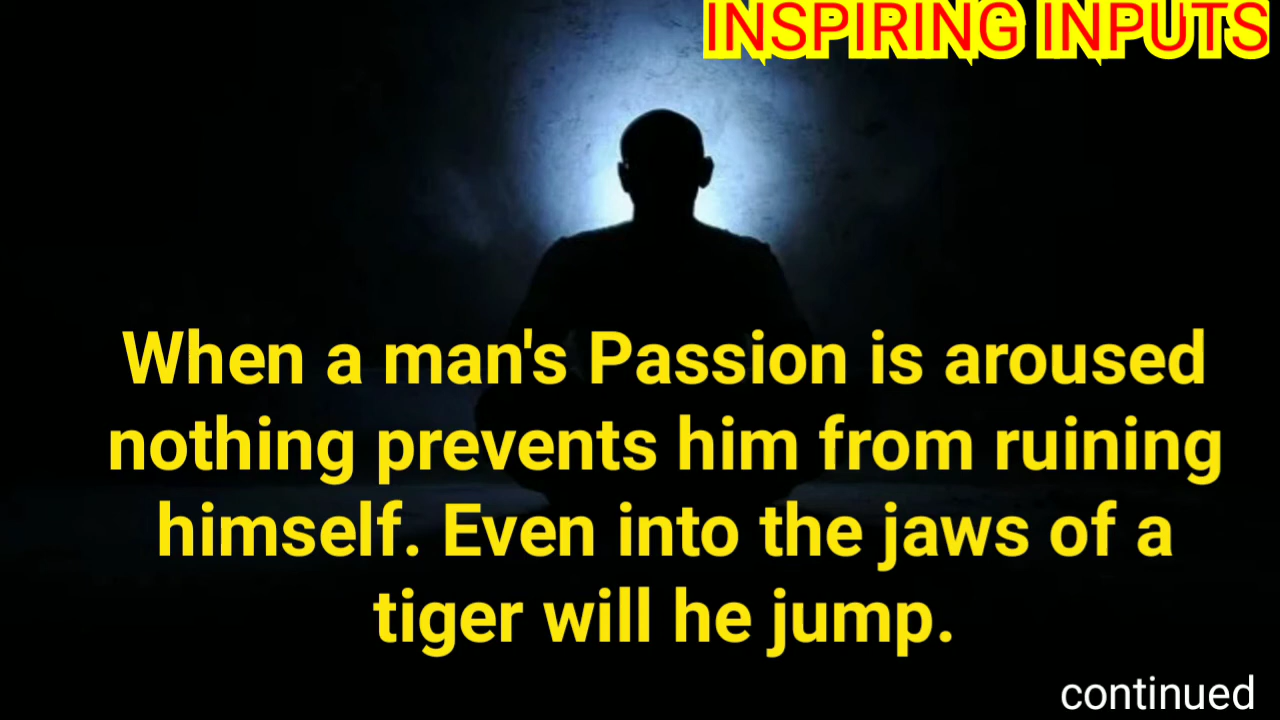 INSPIRING INPUTS
When a man's Passion is aroused
nothing prevents him from ruining
himself. Even into the jaws of a
tiger will he jump.
continued